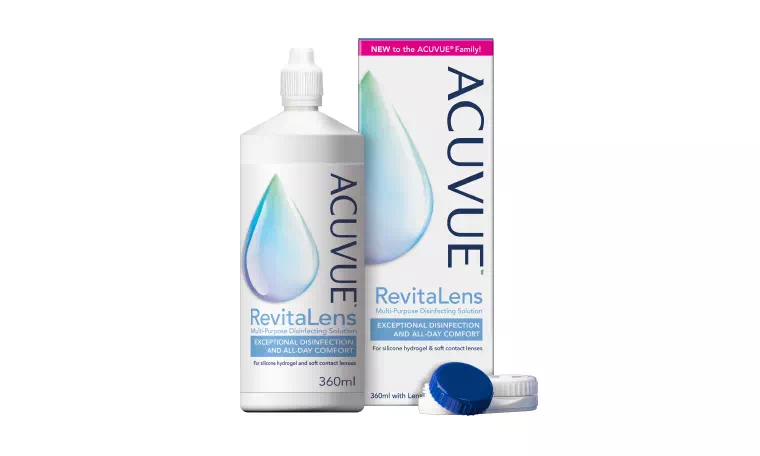 ACUVUE™
RevitaLens
Multi-Purpose Disinfecting Solution
EXCEPTIONAL DISINFECTION
AND ALL-DAY COMFORT
For silicone hydrogel and soft contact lenses
360ml
NEW to the ACUVUE® Family!
ACUVUE™
RevitaLens
Multi-Purpose Disinfecting Solution
EXCEPTIONAL DISINFECTION
AND ALL-DAY COMFORT
For silicone hydrogel & soft contact lenses
360ml with Lens